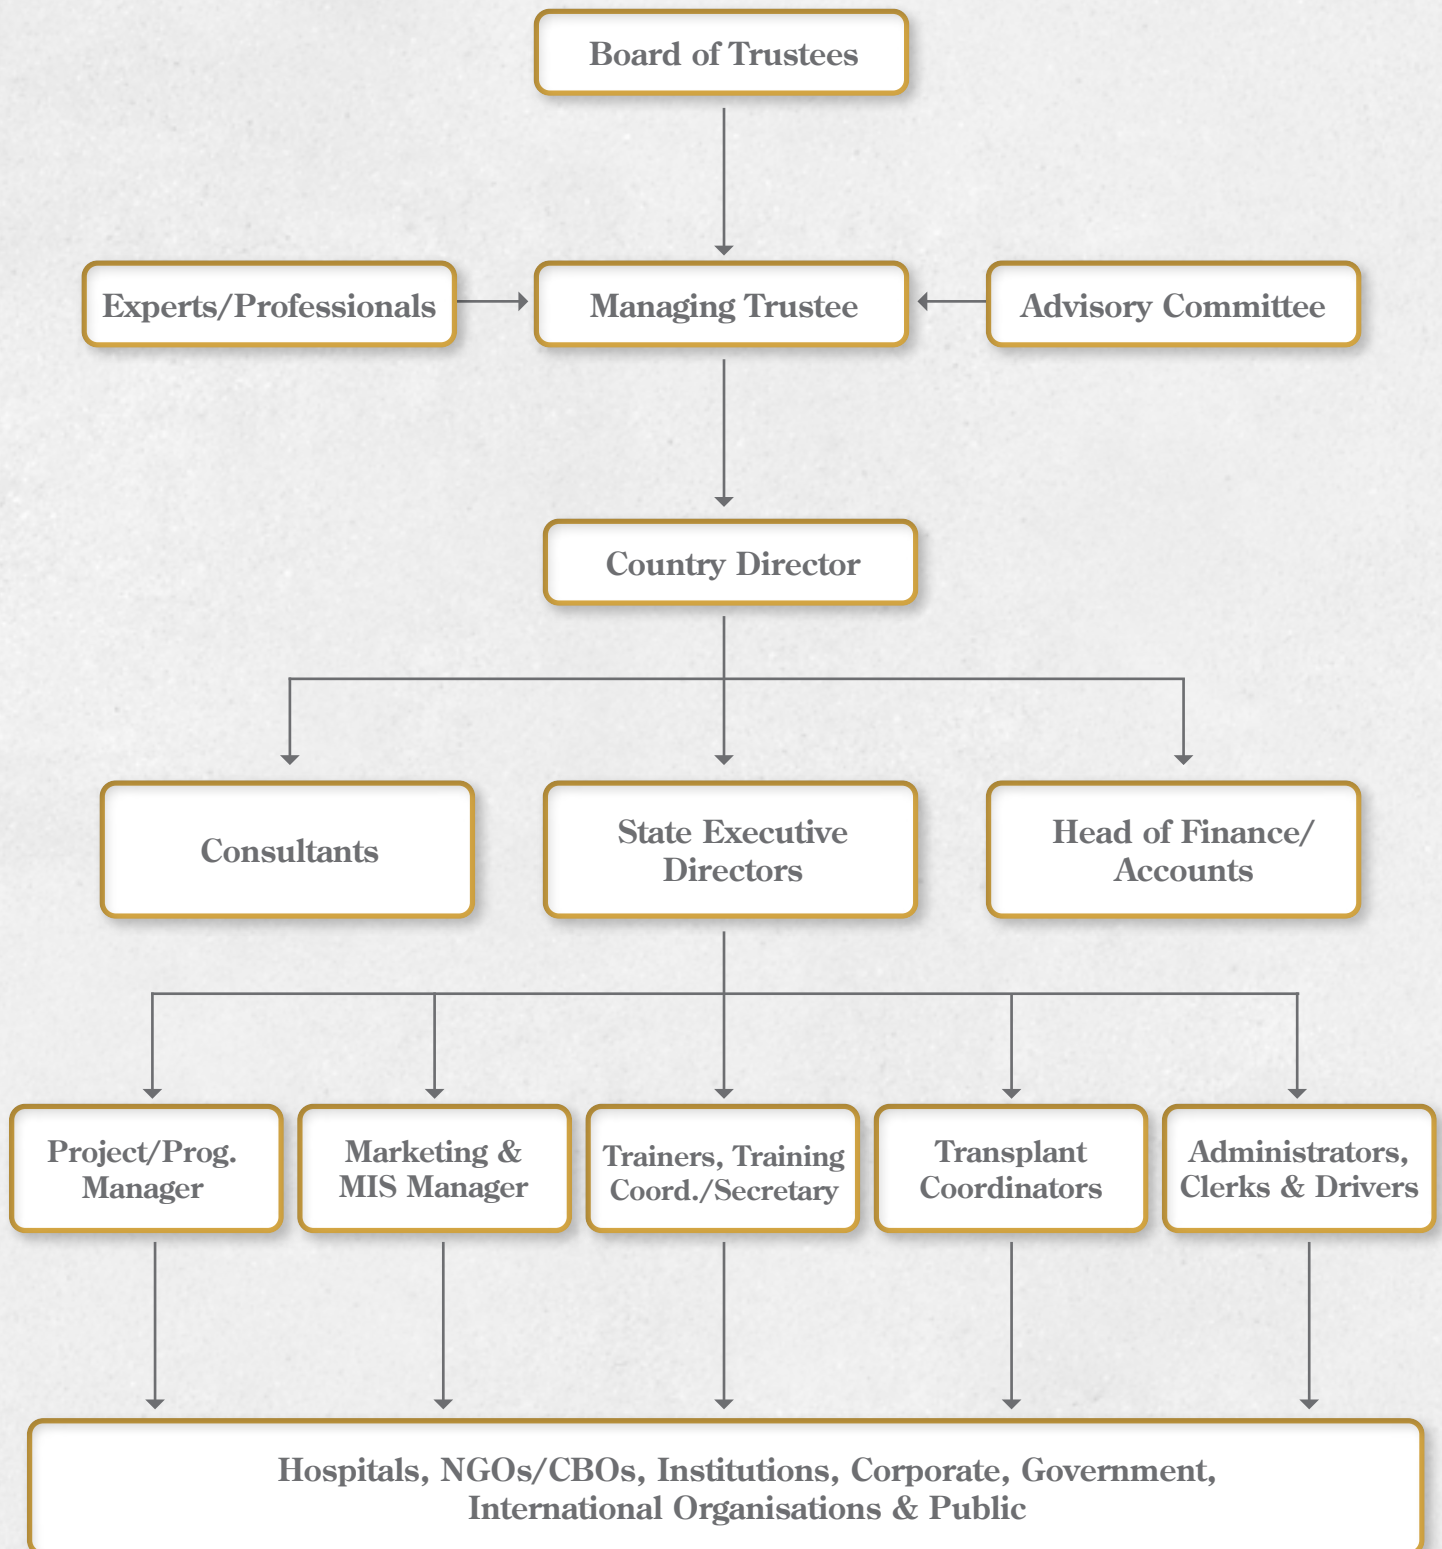 Board of Trustees
Experts/Professionals
Managing Trustee
Advisory Committee
Country Director
Consultants
State Executive
Directors
Head of Finance/
Accounts
Project/Prog.
Manager
Marketing &
MIS Manager
Trainers, Training
Coord./Secretary
Transplant
Coordinators
Administrators,
Clerks & Drivers
Hospitals, NGOs/CBOs, Institutions, Corporate, Government,
International Organisations & Public